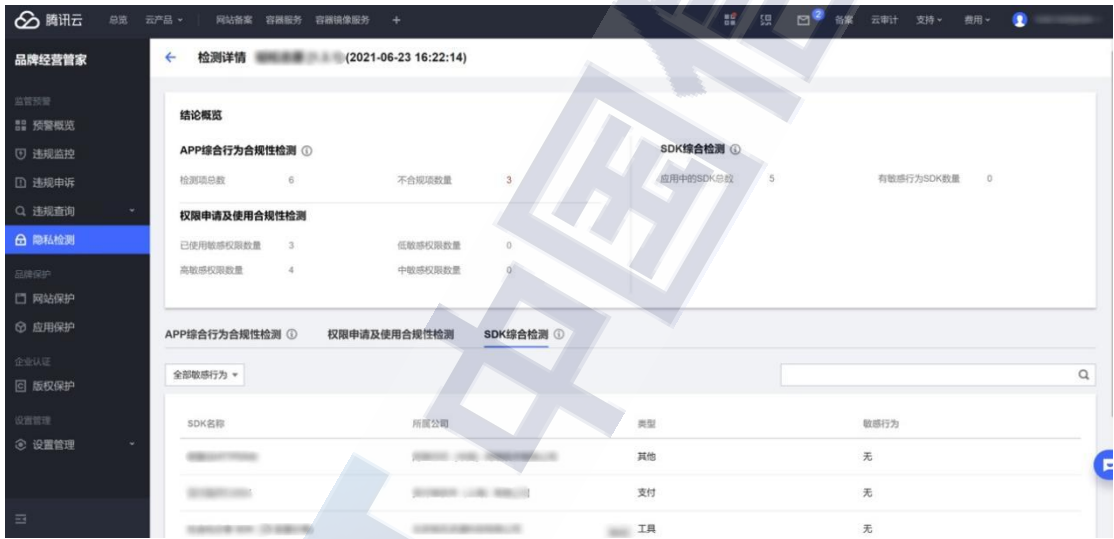 腾讯云 总览 云产品 网站备案 容器服务 容器镜像服务 + 2 备案 云审计 支持 费用
品牌经营管家
检测详情 (2021-06-23 16:22:14)
监管预警
预警概览
违规监控
违规申诉
违规查询
隐私检测
品牌保护
网站保护
应用保护
企业认证
版权保护
设置管理
设置管理
结论概览
APP综合行为合规性检测
检测项总数 6 不合规项数量 3
权限申请及使用合规性检测
已使用敏感权限数量 3 低敏感权限数量 0
高敏感权限数量 4 中敏感权限数量 0
SDK综合检测
应用中的SDK总数 5 有敏感行为SDK数量 0
APP综合行为合规性检测 权限申请及使用合规性检测 SDK综合检测
全部敏感行为
SDK名称 所属公司 类型 敏感行为
其他 无
支付 无
工具 无
中国信